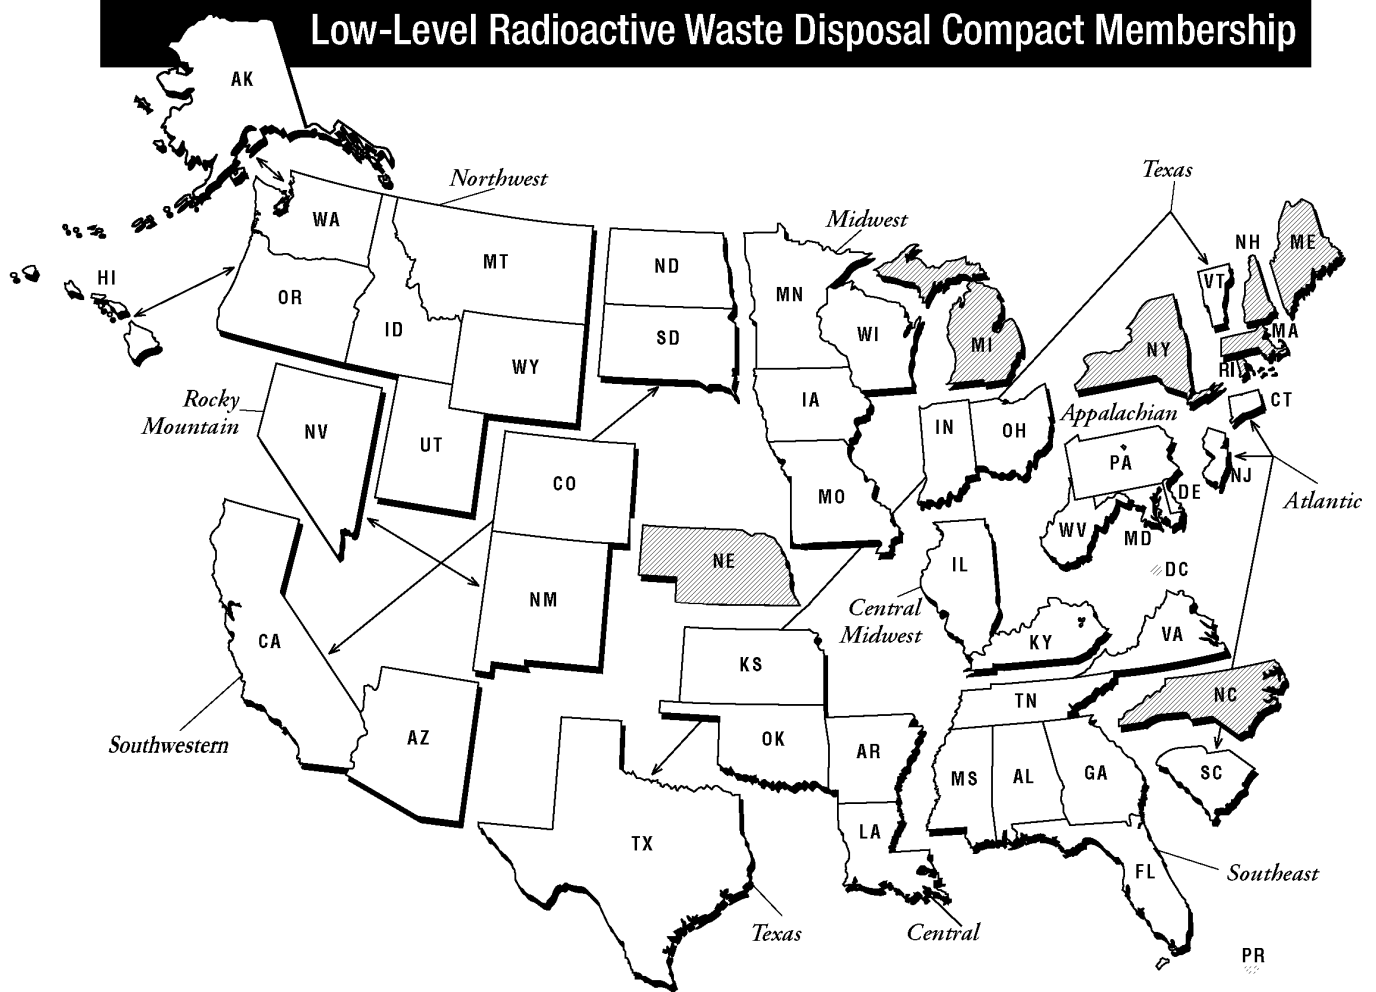 Low-Level Radioactive Waste Disposal Compact Membership
AK
Northwest
Texas
Midwest
WA
MT
ND
MN
NH
ME
HI
OR
ID
SD
WI
MI
NY
VT
MA
RI
WY
Rocky
Mountain
NV
UT
IA
IN
OH
Appalachian
CT
CO
MO
PA
DE
NJ
Atlantic
WV
MD
NE
IL
DC
NM
Central
Midwest
CA
KS
KY
VA
Southwestern
AZ
OK
AR
TN
NC
TX
LA
MS
AL
GA
SC
FL
Southeast
Texas
Central
PR